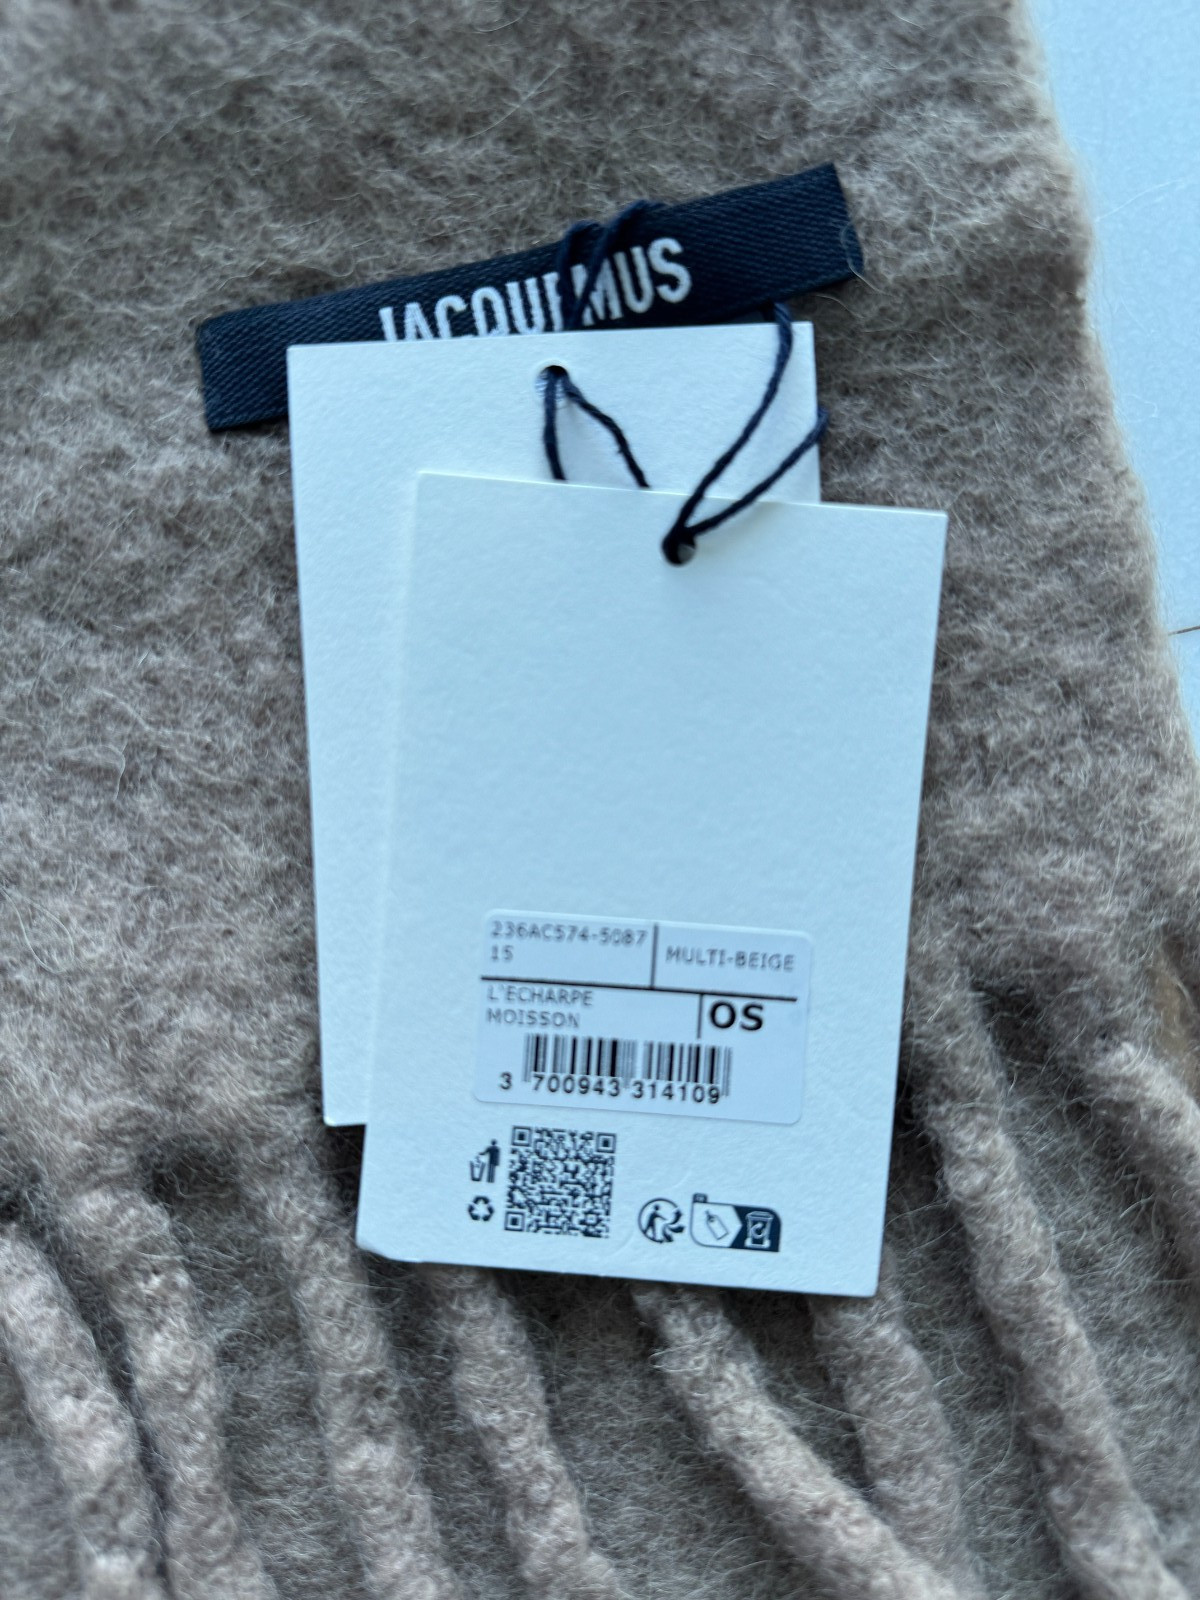 JACQUEMUS
236AC574-5087
15
MULTI-BEIGE
L'ECHARPE
MOISSON
OS
3 700943 314109